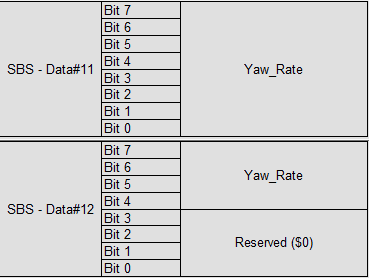 Bit 7
Bit 6
Bit 5
SBS - Data#11
Bit 4
Yaw_Rate
Bit 3
Bit 2
Bit 1
Bit 0
Bit 7
Bit 6
Yaw_Rate
Bit 5
SBS - Data#12
Bit 4
Bit 3
Bit 2
Reserved ($0)
Bit 1
Bit 0